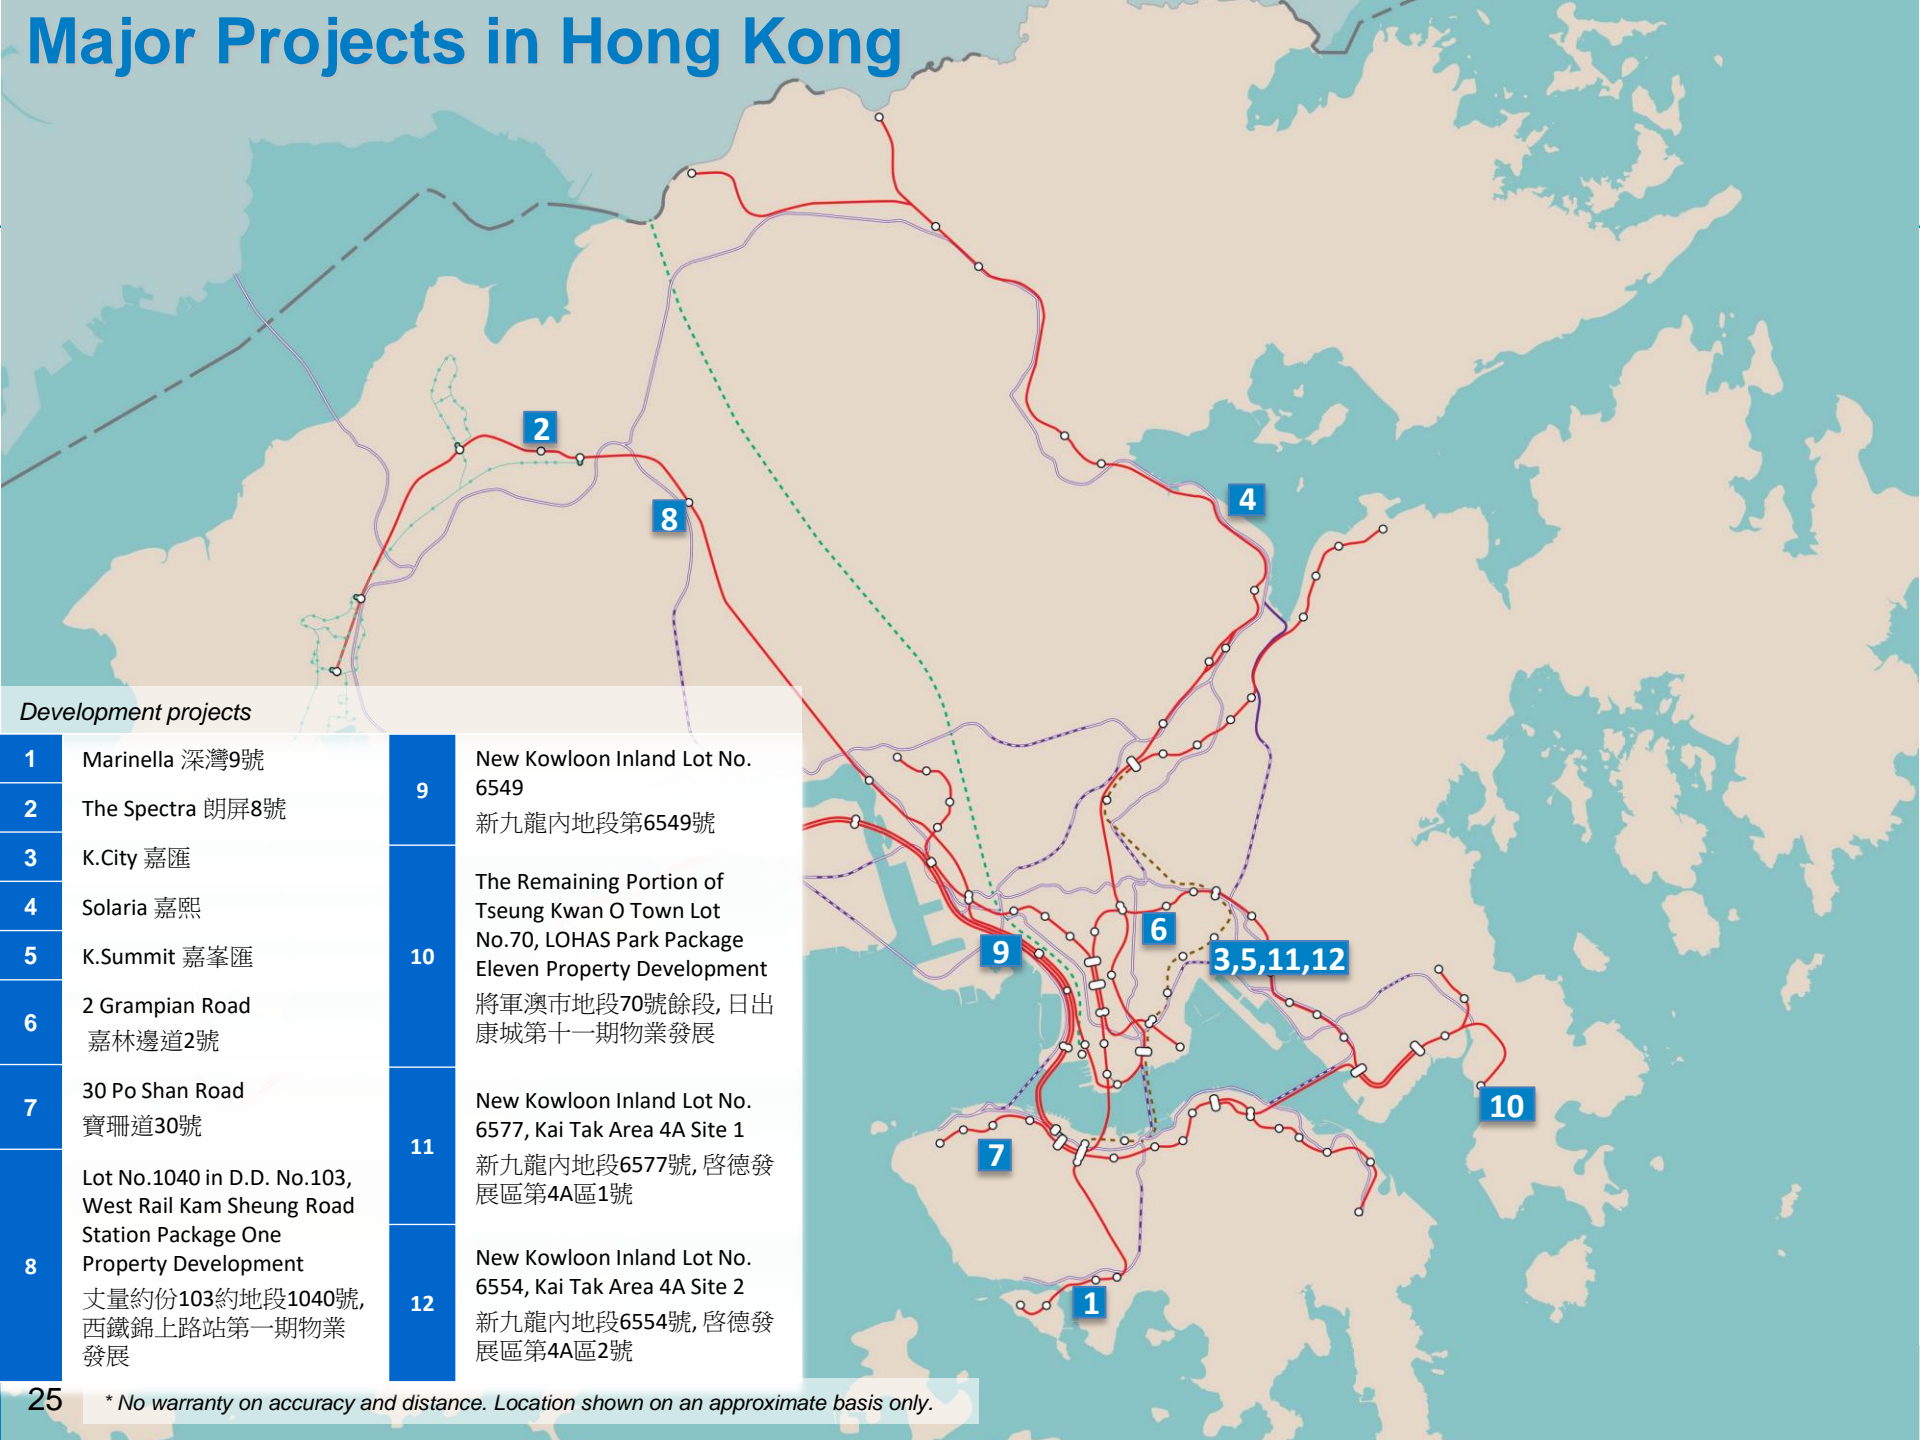 Major Projects in Hong Kong
2
8
4
6
9
3,5,11,12
10
7
1
Development projects
1
Marinella 深灣9號
2
The Spectra 朗屏8號
3
K.City 嘉匯
4
Solaria 嘉熙
5
K.Summit 嘉峯匯
6
2 Grampian Road
嘉林邊道2號
7
30 Po Shan Road
寶珊道30號
8
Lot No.1040 in D.D. No.103,
West Rail Kam Sheung Road
Station Package One
Property Development
丈量約份103約地段1040號,
西鐵錦上路站第一期物業
發展
9
New Kowloon Inland Lot No.
6549
新九龍內地段第6549號
10
The Remaining Portion of
Tseung Kwan O Town Lot
No.70, LOHAS Park Package
Eleven Property Development
將軍澳市地段70號餘段, 日出
康城第十一期物業發展
11
New Kowloon Inland Lot No.
6577, Kai Tak Area 4A Site 1
新九龍內地段6577號, 啓德發
展區第4A區1號
12
New Kowloon Inland Lot No.
6554, Kai Tak Area 4A Site 2
新九龍內地段6554號, 啓德發
展區第4A區2號
25
* No warranty on accuracy and distance. Location shown on an approximate basis only.